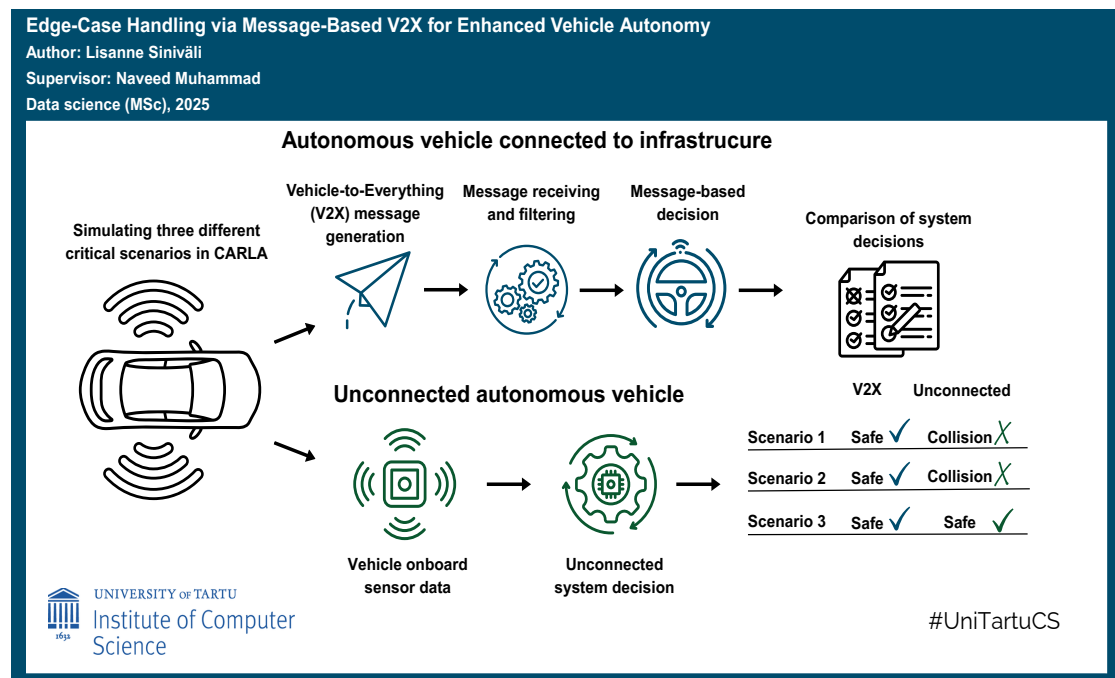 Edge-Case Handling via Message-Based V2X for Enhanced Vehicle Autonomy
Author: Lisanne Siniväli
Supervisor: Naveed Muhammad
Data science (MSc), 2025
Autonomous vehicle connected to infrastrucure
Simulating three different
critical scenarios in CARLA
Vehicle-to-Everything
(V2X) message
generation
Message receiving
and filtering
Message-based
decision
Comparison of system
decisions
Unconnected autonomous vehicle
Vehicle onboard
sensor data
Unconnected
system decision
V2X Unconnected
Scenario 1 Safe Collision
Scenario 2 Safe Collision
Scenario 3 Safe Safe
UNIVERSITY OF TARTU
Institute of Computer
Science
1632
#UniTartuCS